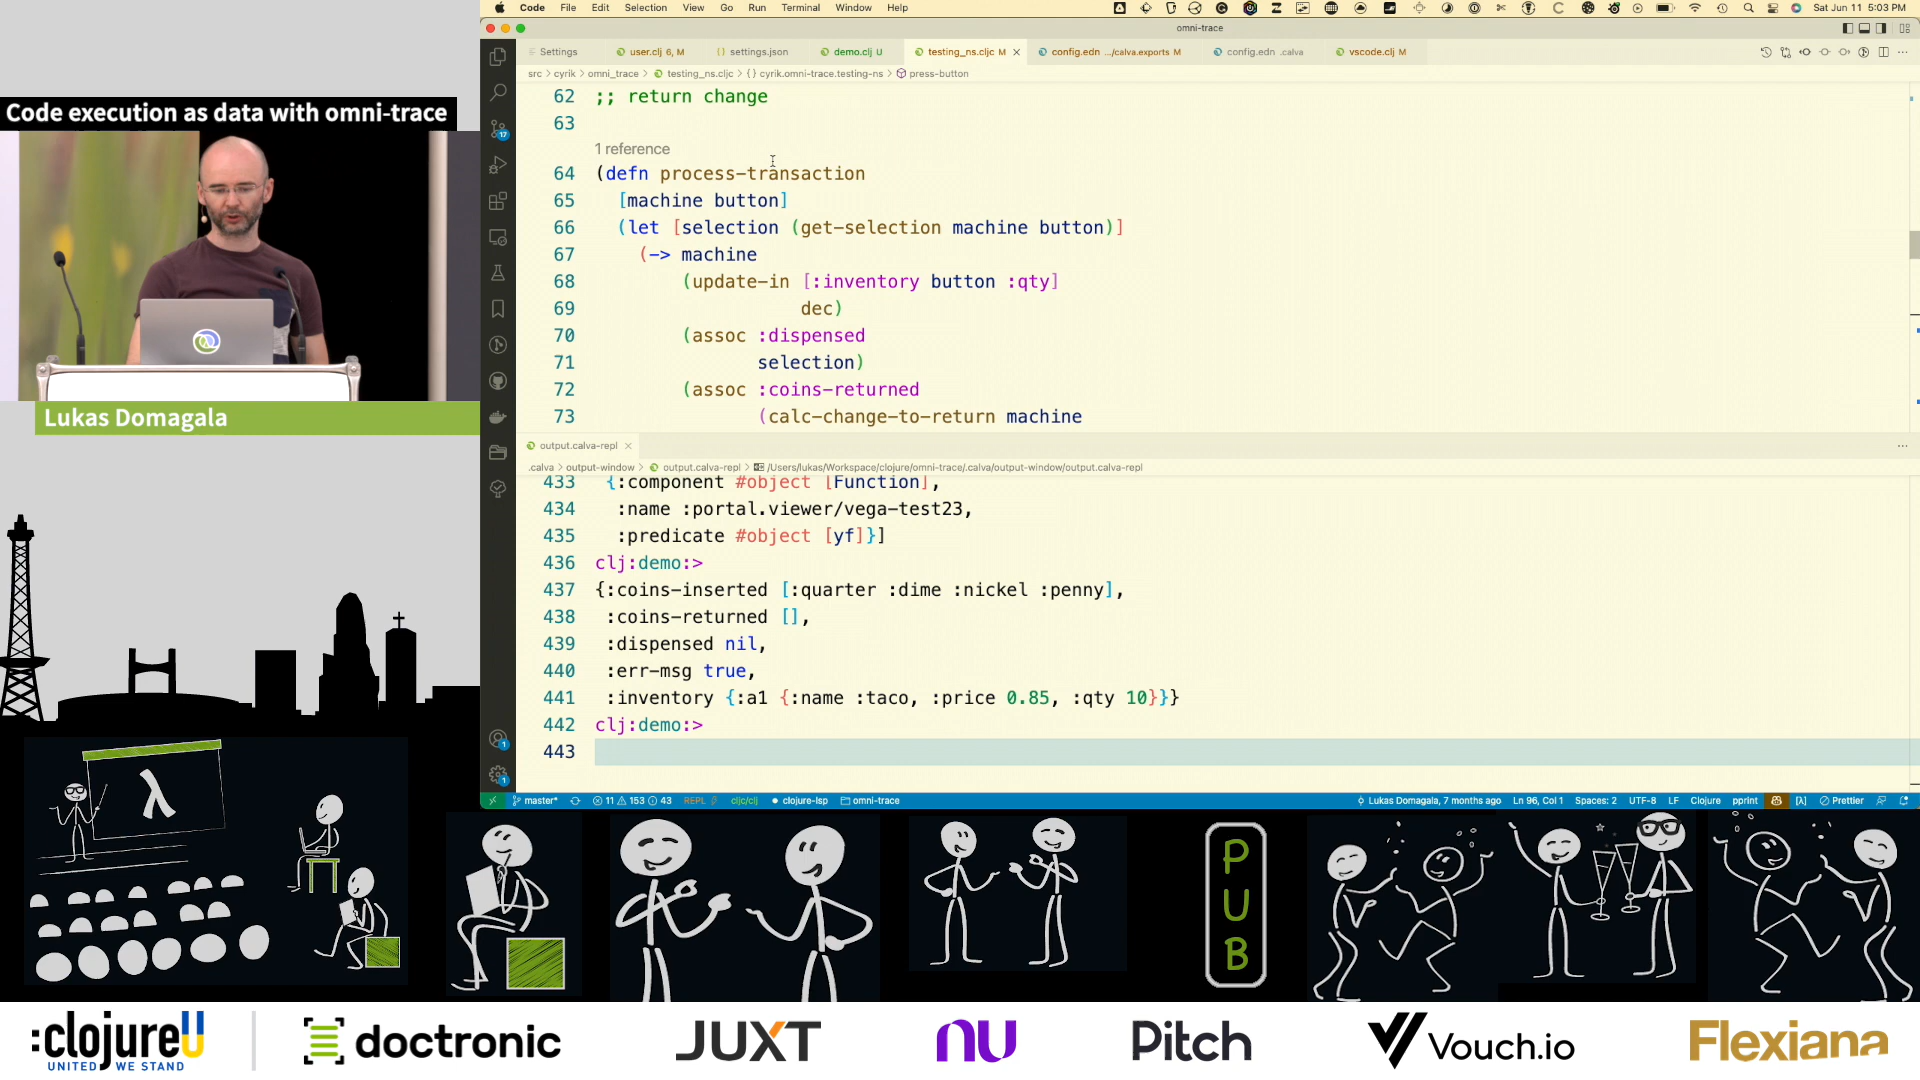 Code File Edit Selection View Go Run Terminal Window Help
Sat Jun 11 5:03 PM
omni-trace
Settings user.clj 6, M settings.json demo.clj U testing_ns.cljc M config.edn .../calva.exports M config.edn .calva vscode.clj M
src > cyrik > omni_trace > testing_ns.cljc > {} cyrik.omni-trace.testing-ns > press-button
62 ;; return change
63
1 reference
64 (defn process-transaction
65 [machine button]
66 (let [selection (get-selection machine button)]
67 (-> machine
68 (update-in [:inventory button :qty]
69 dec)
70 (assoc :dispensed
71 selection)
72 (assoc :coins-returned
73 (calc-change-to-return machine
output.calva-repl
.calva > output-window > output.calva-repl > /Users/lukas/Workspace/clojure/omni-trace/.calva/output-window/output.calva-repl
433 {:component #object [Function],
434 :name :portal.viewer/vega-test23,
435 :predicate #object [yf]}]
436 clj:demo:>
437 {:coins-inserted [:quarter :dime :nickel :penny],
438 :coins-returned [],
439 :dispensed nil,
440 :err-msg true,
441 :inventory {:a1 {:name :taco, :price 0.85, :qty 10}}}
442 clj:demo:>
443
17
1
1
master* 11 153 43 REPL cljc/clj clojure-lsp omni-trace
Lukas Domagala, 7 months ago Ln 96, Col 1 Spaces: 2 UTF-8 LF Clojure pprint [λ] Prettier
Code execution as data with omni-trace
Lukas Domagala
λ
PUB
:clojureU
UNITED WE STAND
doctronic
JUXT
nu
Pitch
Vouch.io
Flexiana